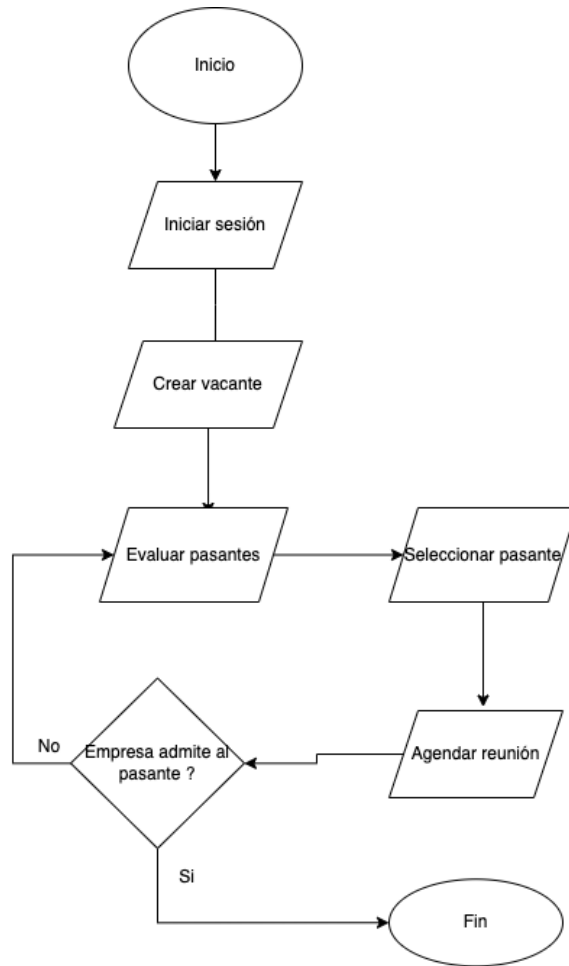 Inicio
Iniciar sesión
Crear vacante
Evaluar pasantes
Seleccionar pasante
Agendar reunión
Empresa admite al
pasante ?
No
Si
Fin